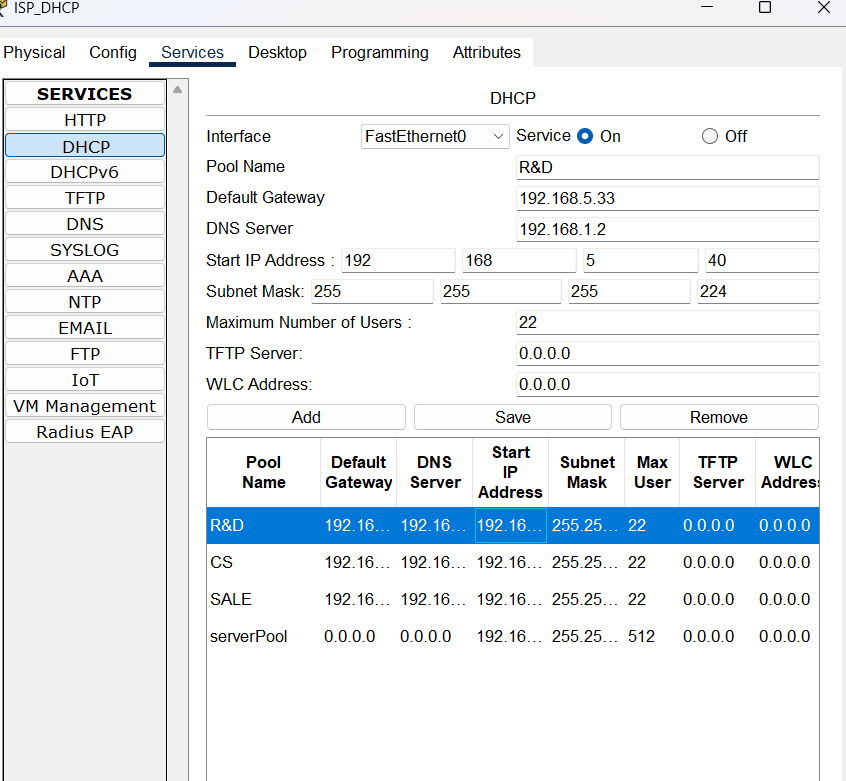 ISP_DHCP
Physical Config Services Desktop Programming Attributes
SERVICES
HTTP
DHCP
DHCPv6
TFTP
DNS
SYSLOG
AAA
NTP
EMAIL
FTP
IoT
VM Management
Radius EAP
DHCP
Interface FastEthernet0 Service On Off
Pool Name R&D
Default Gateway 192.168.5.33
DNS Server 192.168.1.2
Start IP Address : 192 168 5 40
Subnet Mask: 255 255 255 224
Maximum Number of Users : 22
TFTP Server: 0.0.0.0
WLC Address: 0.0.0.0
Add Save Remove
Pool Name Default Gateway DNS Server Start IP Address Subnet Mask Max User TFTP Server WLC Address
R&D 192.16... 192.16... 192.16... 255.25... 22 0.0.0.0 0.0.0.0
CS 192.16... 192.16... 192.16... 255.25... 22 0.0.0.0 0.0.0.0
SALE 192.16... 192.16... 192.16... 255.25... 22 0.0.0.0 0.0.0.0
serverPool 0.0.0.0 0.0.0.0 192.16... 255.25... 512 0.0.0.0 0.0.0.0